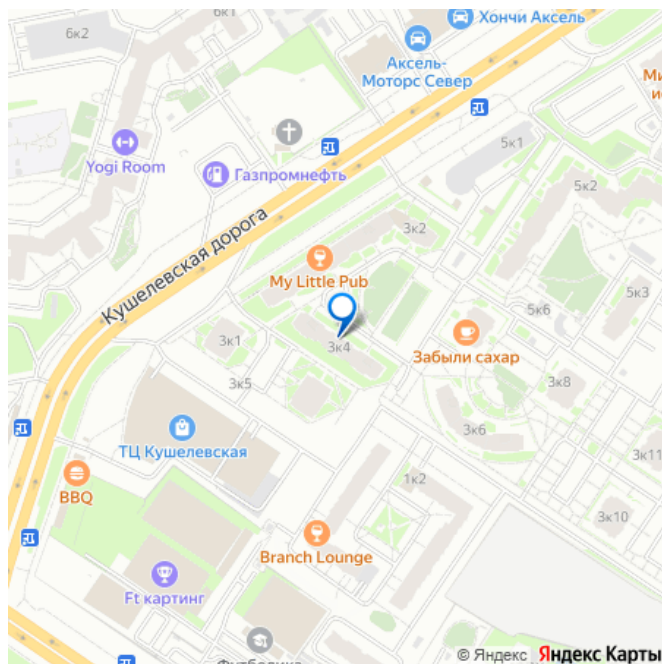 6к1
Хончи Аксель
6к2
Аксель-
Моторс Север
Yogi Room
Газпромнефть
5к1
5к2
Кушелевская дорога
3к2
My Little Pub
5к3
5к6
3к1
3к4
Забыли сахар
3к5
3к8
ТЦ Кушелевская
3к6
3к11
1к2
BBQ
3к10
Branch Lounge
Ft картинг
© Яндекс Яндекс Карты